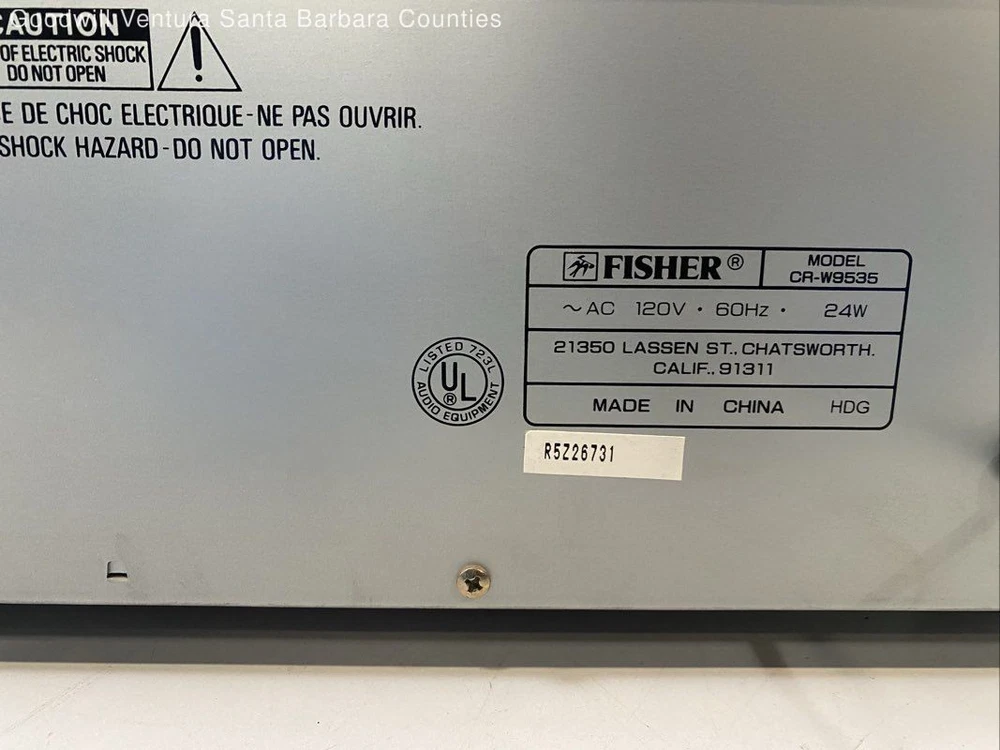 Goodwill Ventura Santa Barbara Counties
CAUTION
OF ELECTRIC SHOCK
DO NOT OPEN
E DE CHOC ELECTRIQUE-NE PAS OUVRIR.
SHOCK HAZARD-DO NOT OPEN.
FISHER®
MODEL
CR-W9535
~AC 120V · 60Hz · 24W
21350 LASSEN ST., CHATSWORTH.
CALIF., 91311
MADE IN CHINA HDG
LISTED 723L
UL®
AUDIO EQUIPMENT
R5Z26731